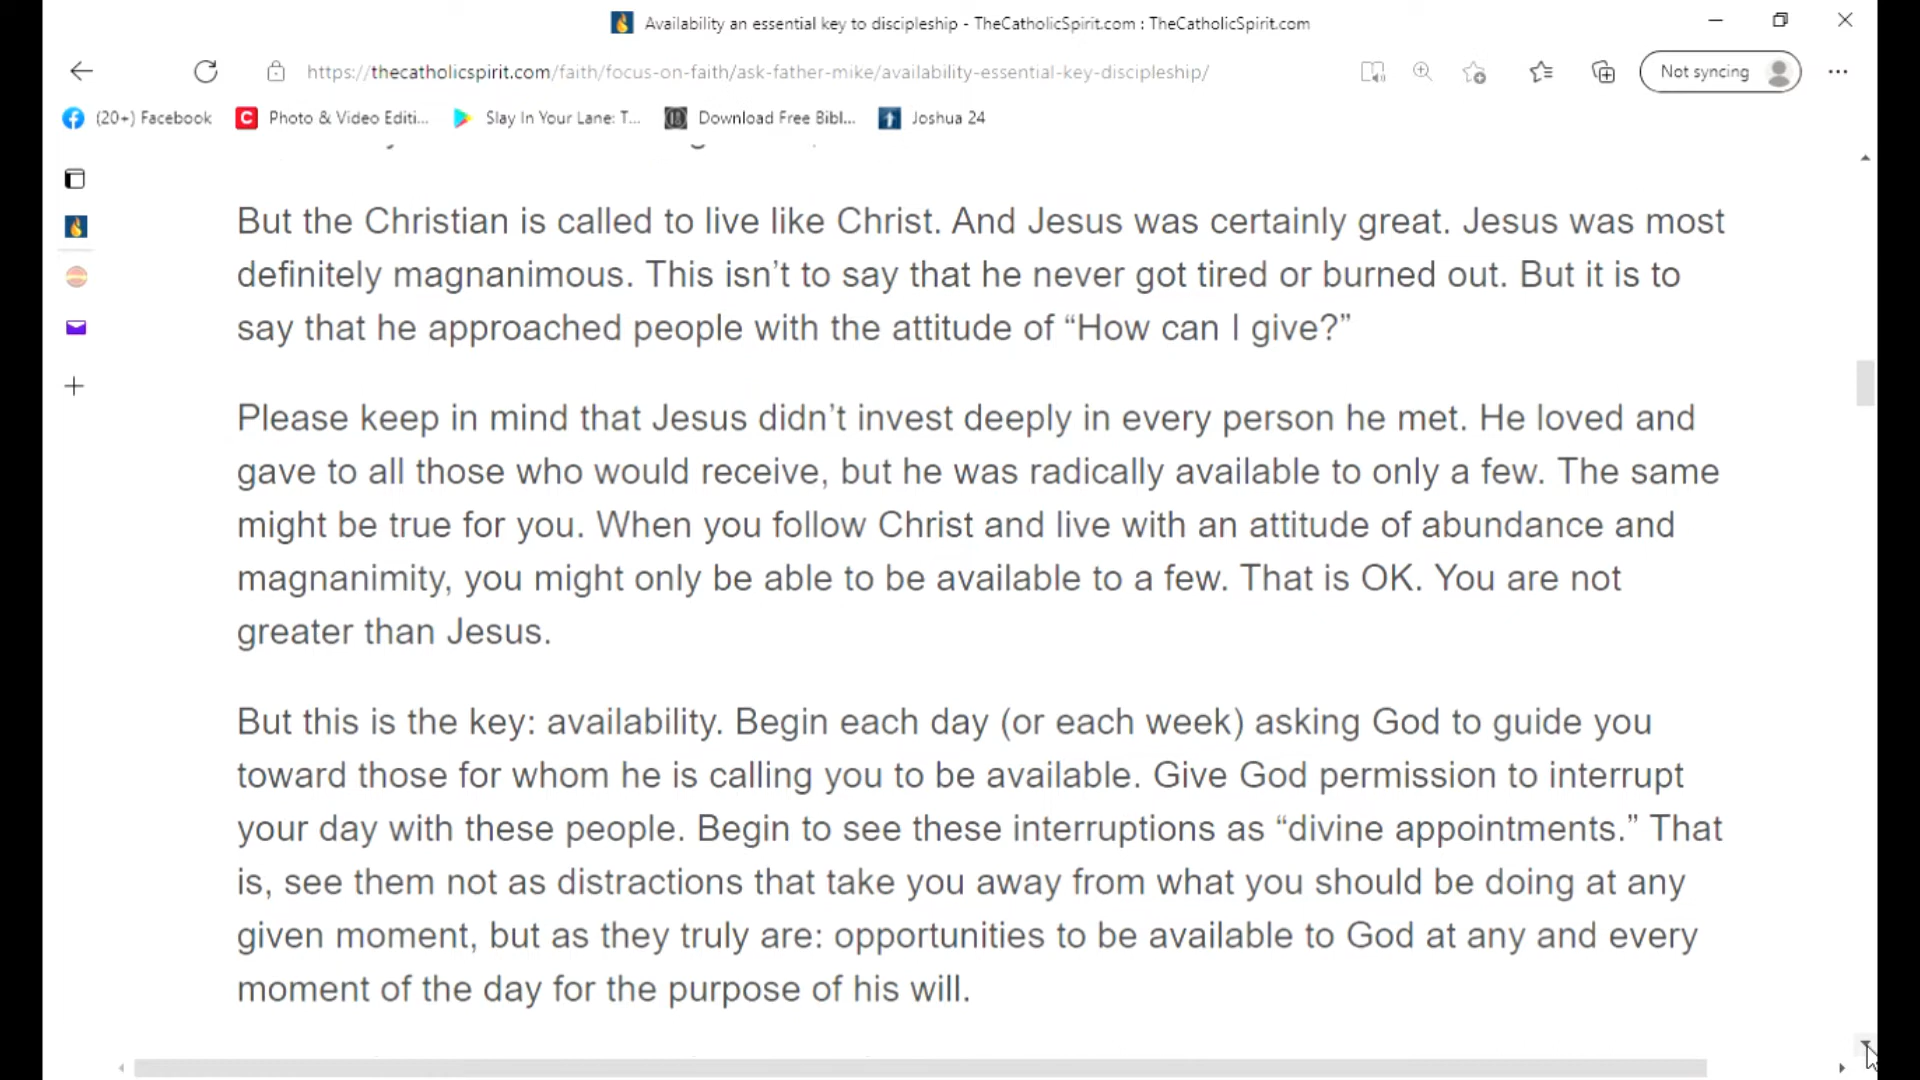 Availability an essential key to discipleship - TheCatholicSpirit.com : TheCatholicSpirit.com
https://thecatholicspirit.com/faith/focus-on-faith/ask-father-mike/availability-essential-key-discipleship/
Not syncing
(20+) Facebook
Photo & Video Editi...
Slay In Your Lane: T...
Download Free Bibl...
Joshua 24
But the Christian is called to live like Christ. And Jesus was certainly great. Jesus was most
definitely magnanimous. This isn’t to say that he never got tired or burned out. But it is to
say that he approached people with the attitude of “How can I give?”
Please keep in mind that Jesus didn’t invest deeply in every person he met. He loved and
gave to all those who would receive, but he was radically available to only a few. The same
might be true for you. When you follow Christ and live with an attitude of abundance and
magnanimity, you might only be able to be available to a few. That is OK. You are not
greater than Jesus.
But this is the key: availability. Begin each day (or each week) asking God to guide you
toward those for whom he is calling you to be available. Give God permission to interrupt
your day with these people. Begin to see these interruptions as “divine appointments.” That
is, see them not as distractions that take you away from what you should be doing at any
given moment, but as they truly are: opportunities to be available to God at any and every
moment of the day for the purpose of his will.